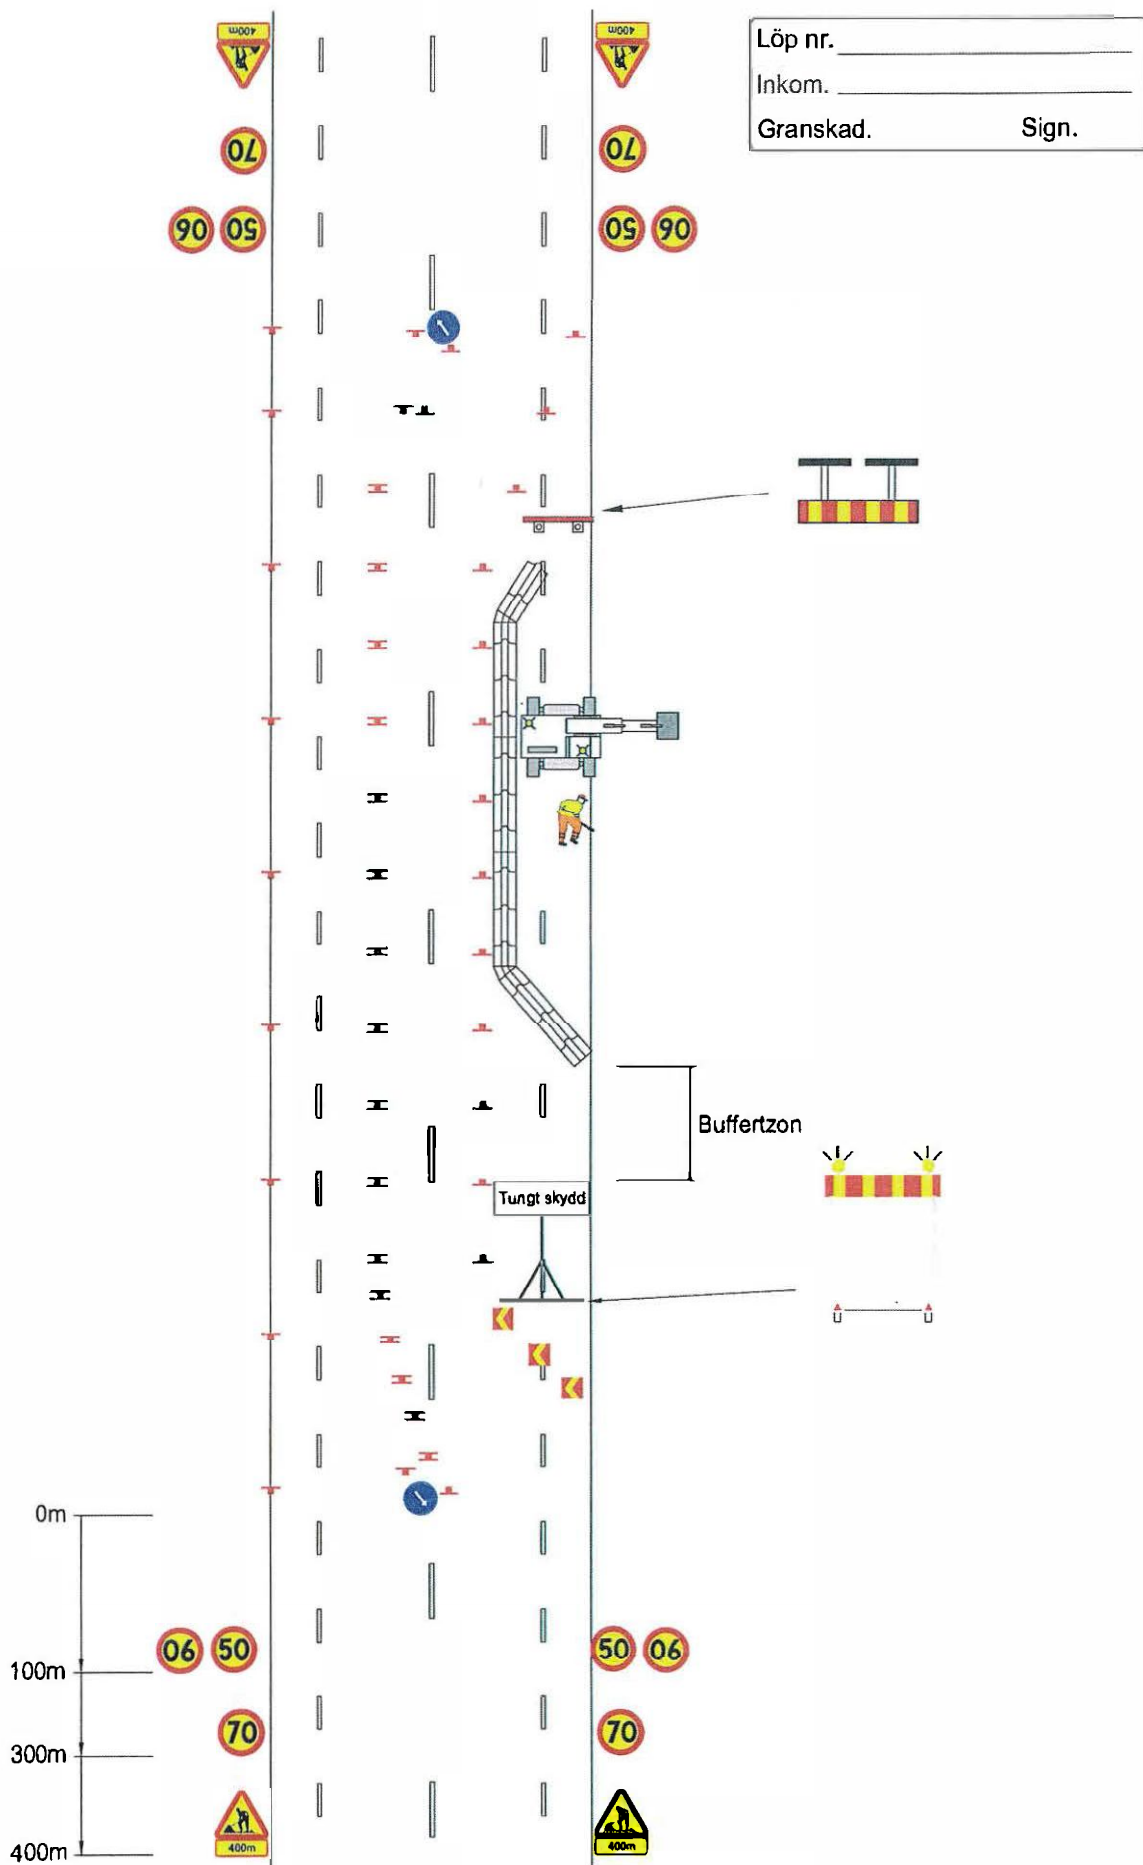 400m 400m
Löp nr.
Inkom.
Granskad. Sign.
70 70
90 50 50 90
Buffertzon
Tungt skydd
0m
90 50 50 90
100m
70 70
300m
400m 400m
400m